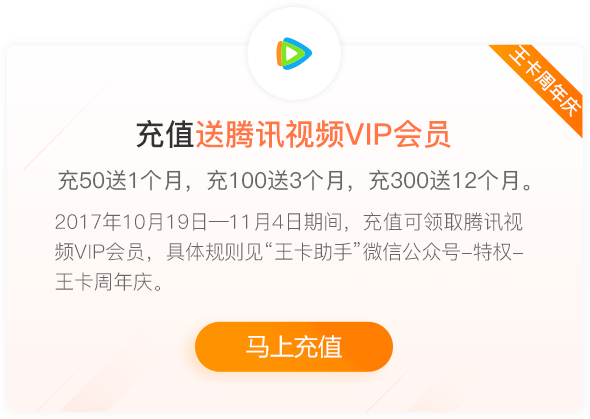 王卡周年庆
充值送腾讯视频VIP会员
充50送1个月，充100送3个月，充300送12个月。
2017年10月19日—11月4日期间，充值可领取腾讯视
频VIP会员，具体规则见“王卡助手”微信公众号-特权-
王卡周年庆。
马上充值